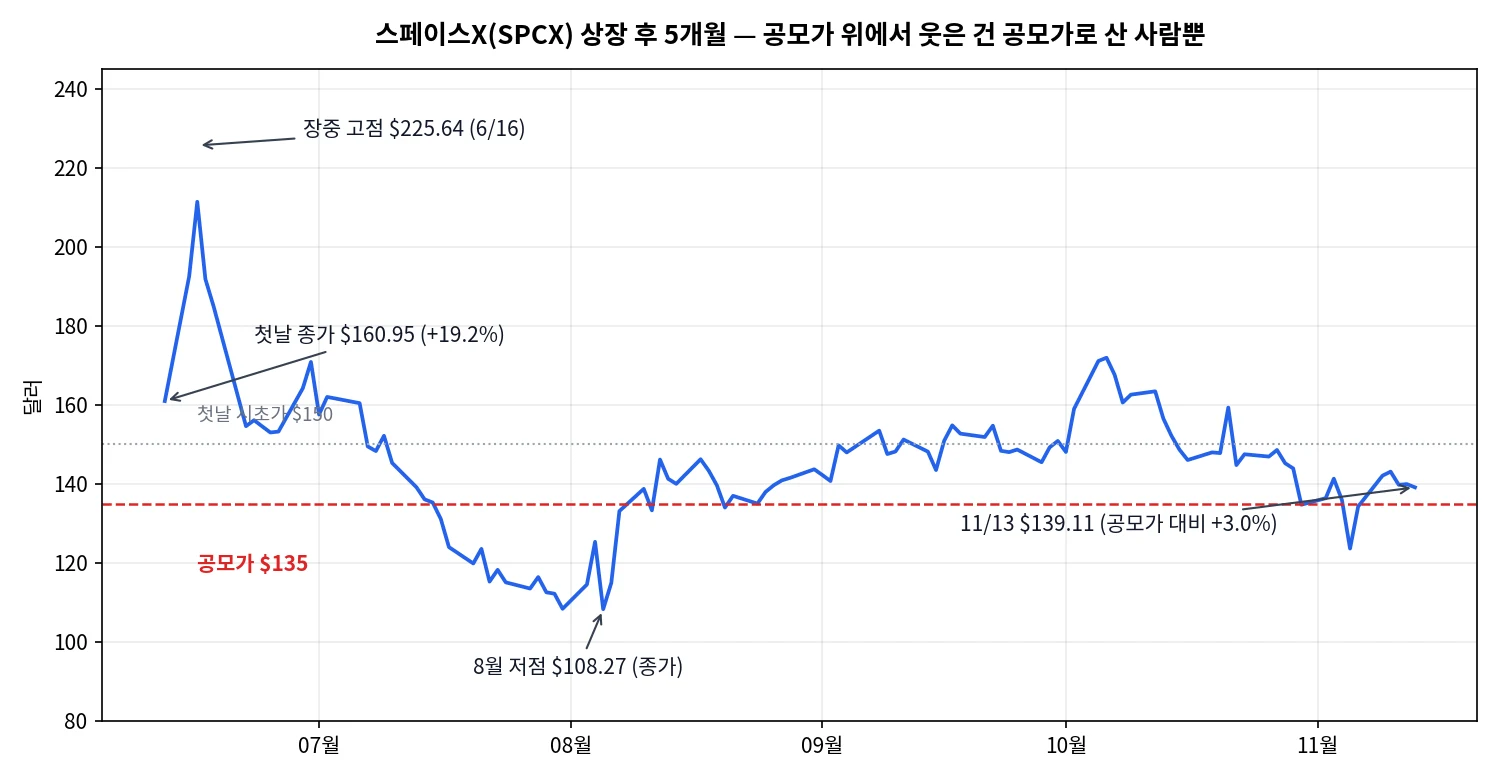 스페이스X(SPCX) 상장 후 5개월 — 공모가 위에서 웃은 건 공모가로 산 사람뿐
240
220
200
180
160
140
120
100
80
달러
장중 고점 $225.64 (6/16)
첫날 종가 $160.95 (+19.2%)
첫날 시초가 $150
11/13 $139.11 (공모가 대비 +3.0%)
공모가 $135
8월 저점 $108.27 (종가)
07월
08월
09월
10월
11월